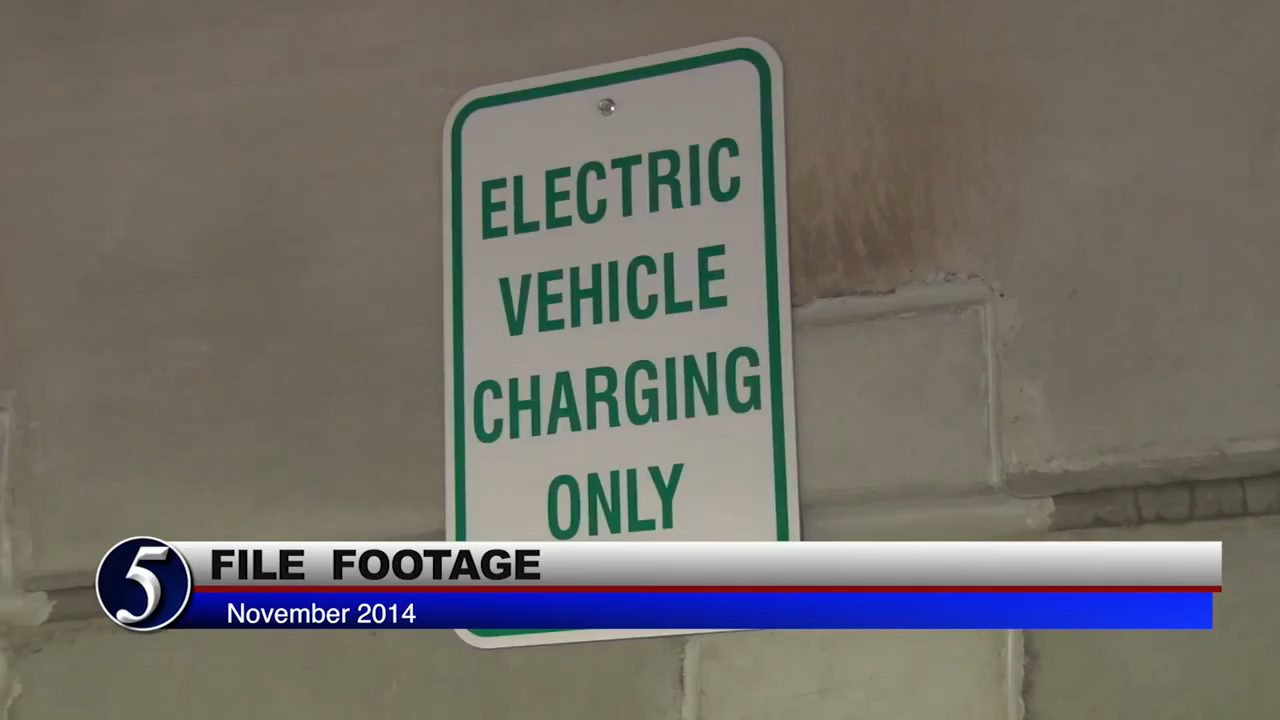 ELECTRIC
VEHICLE
CHARGING
ONLY
5 FILE FOOTAGE
November 2014